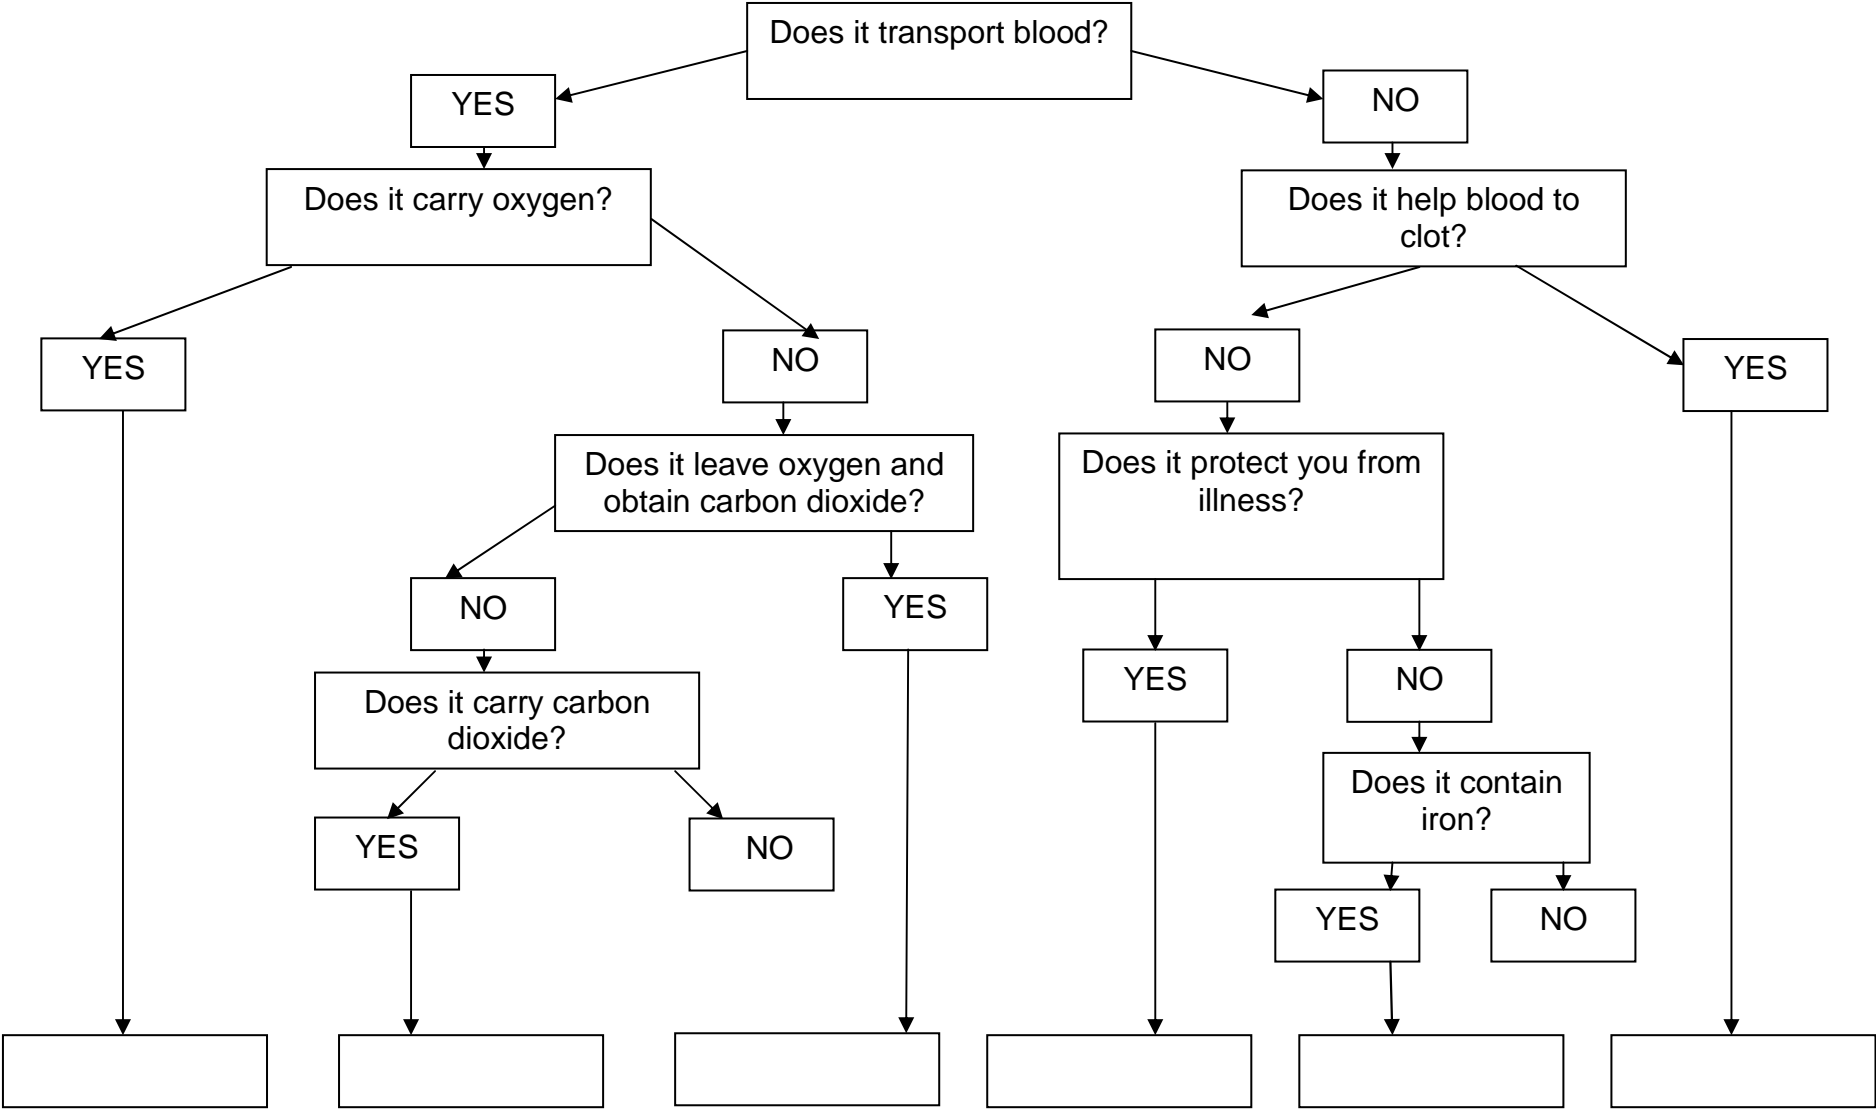 Does it transport blood?
YES
NO
Does it carry oxygen?
Does it help blood to
clot?
YES
NO
NO
YES
Does it leave oxygen and
obtain carbon dioxide?
Does it protect you from
illness?
NO
YES
YES
NO
Does it carry carbon
dioxide?
Does it contain
iron?
YES
NO
YES
NO